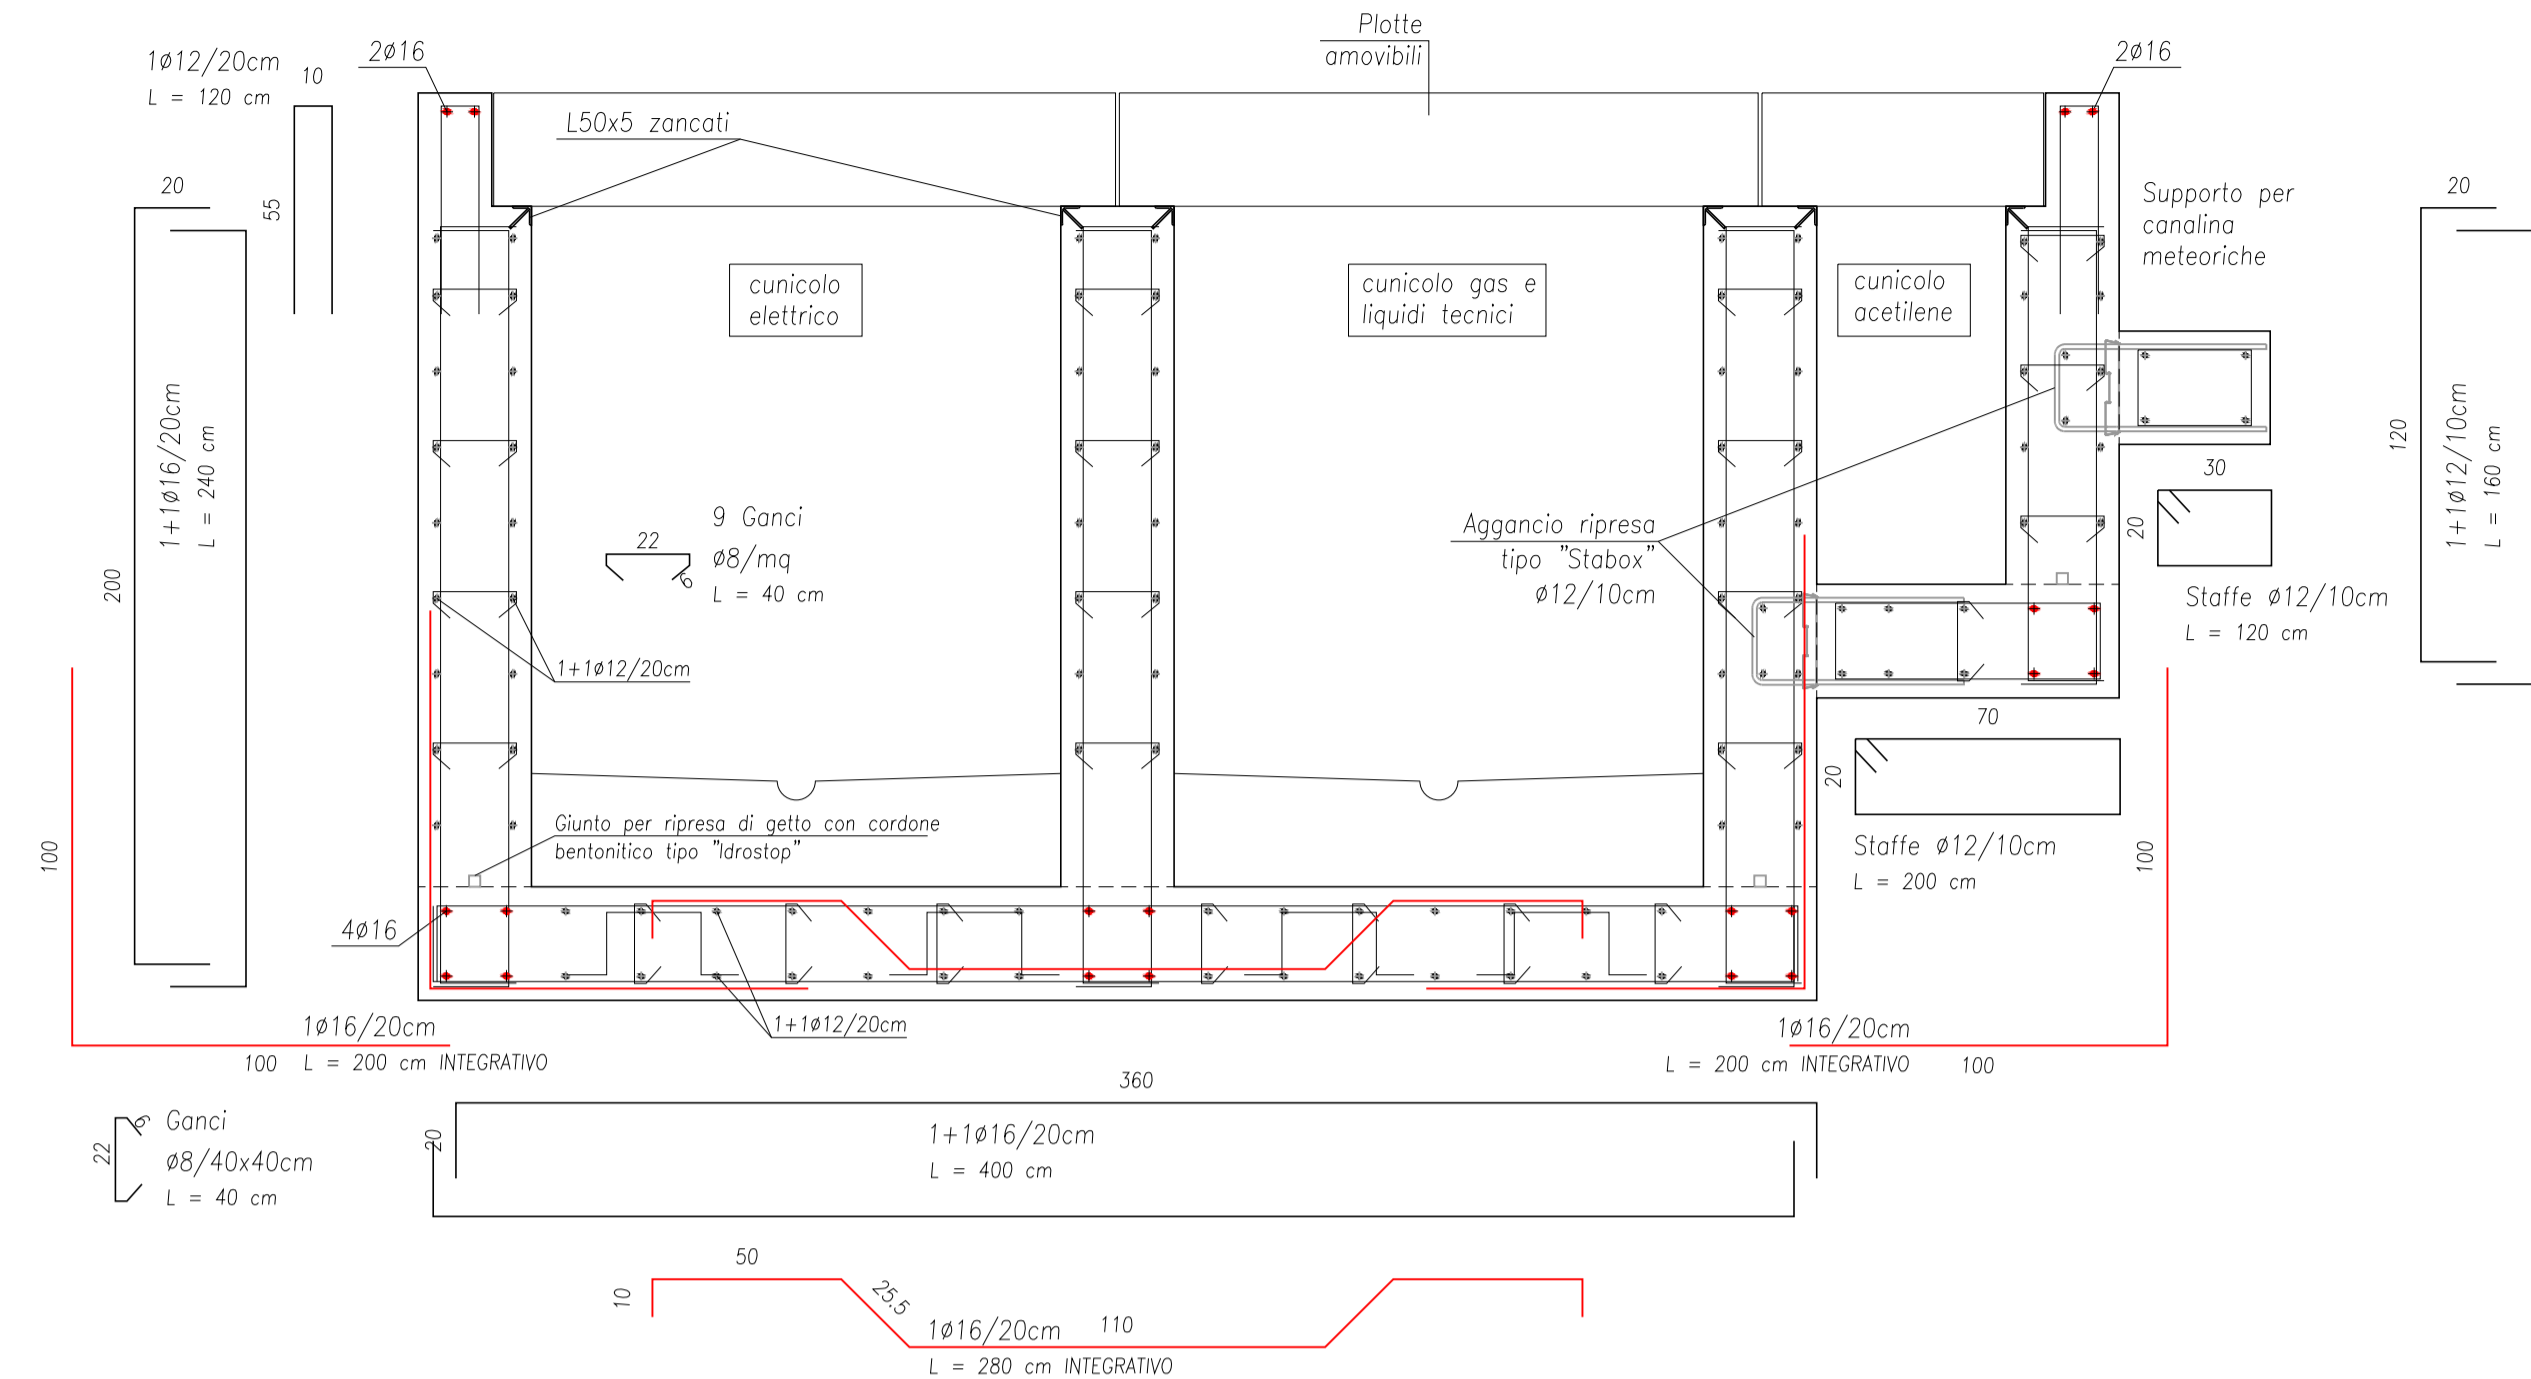 Plotte
amovibili
1ø12/20cm
L = 120 cm
10
55
2ø16
2ø16
L50x5 zancati
20
200
1+1ø16/20cm
L = 240 cm
cunicolo
elettrico
cunicolo gas e
liquidi tecnici
cunicolo
acetilene
Supporto per
canalina
meteoriche
20
120
1+1ø12/10cm
L = 160 cm
9 Ganci
ø8/mq
L = 40 cm
22
6
Aggancio ripresa
tipo "Stabox"
ø12/10cm
30
20
Staffe ø12/10cm
L = 120 cm
1+1ø12/20cm
70
20
Staffe ø12/10cm
L = 200 cm
Giunto per ripresa di getto con cordone
bentonitico tipo "Idrostop"
100
100
4ø16
1+1ø12/20cm
1ø16/20cm
100
L = 200 cm INTEGRATIVO
1ø16/20cm
L = 200 cm INTEGRATIVO
100
360
20
1+1ø16/20cm
L = 400 cm
22
6
Ganci
ø8/40x40cm
L = 40 cm
50
10
25.5
1ø16/20cm
110
L = 280 cm INTEGRATIVO